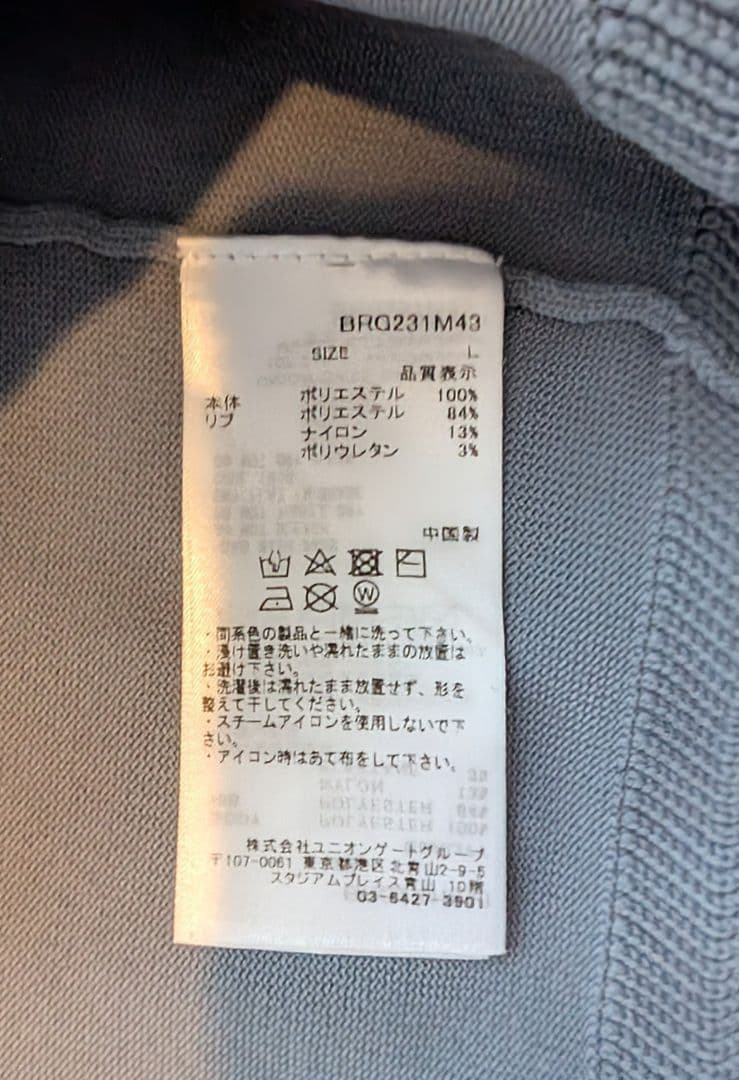 BRG231M43
SIZE L
品質表示
本体 ポリエステル 100%
リブ ポリエステル 84%
ナイロン 13%
ポリウレタン 3%
中国製
W
・同系色の製品と一緒に洗って下さい。
・浸け置き洗いや濡れたままの放置は
お避け下さい。
・洗濯後は濡れたまま放置せず、形を
整えて干してください。
・スチームアイロンを使用しないで下
さい。
・アイロン時はあて布をして下さい。
株式会社ユニオンゲートグループ
〒107-0061 東京都港区北青山2-9-5
スタジアムプレイス青山 10階
03-6427-3901